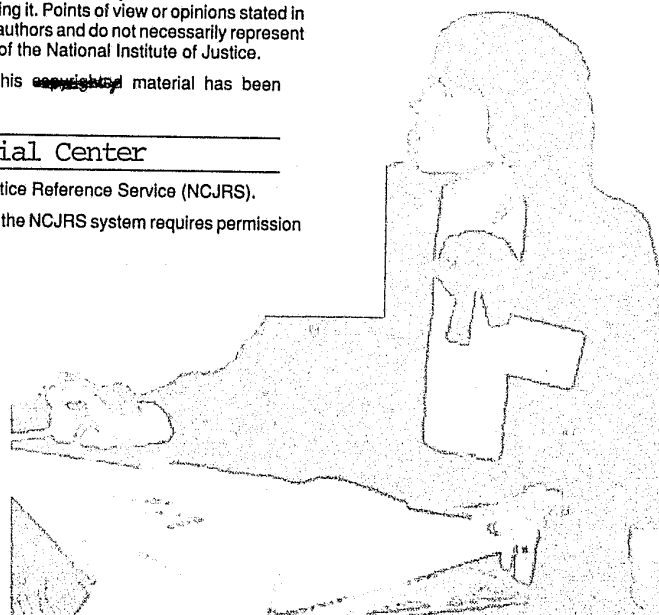 ing it. Points of view or opinions stated in
authors and do not necessarily represent
of the National Institute of Justice.
his material has been
ial Center
tice Reference Service (NCJRS).
the NCJRS system requires permission